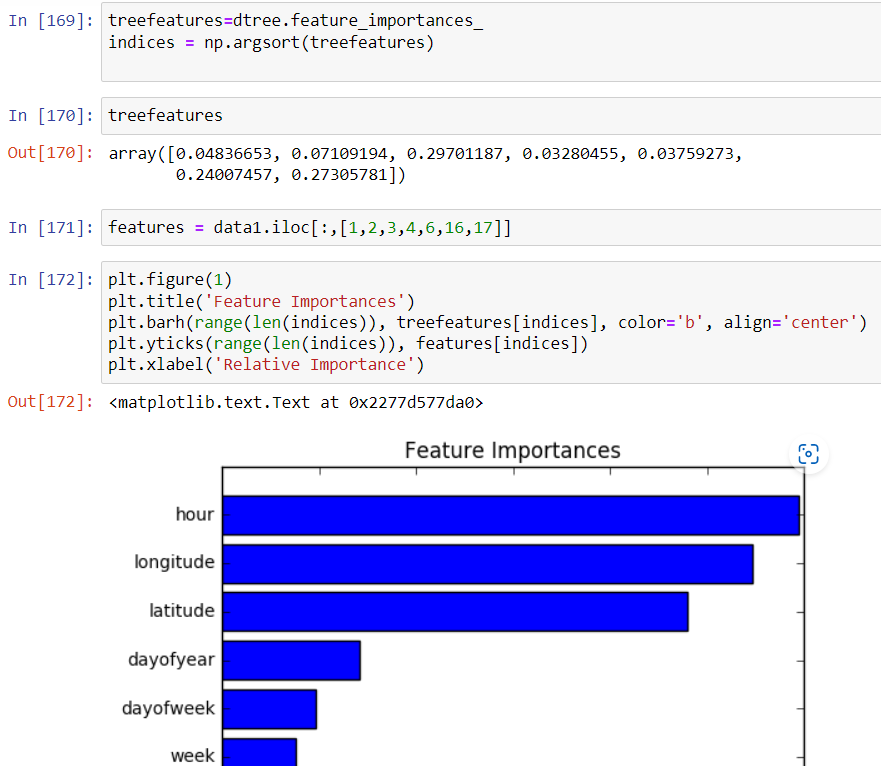 In [169]: treefeatures=dtree.feature_importances_
indices = np.argsort(treefeatures)
In [170]: treefeatures
Out[170]: array([0.04836653, 0.07109194, 0.29701187, 0.03280455, 0.03759273,
0.24007457, 0.27305781])
In [171]: features = data1.iloc[:,[1,2,3,4,6,16,17]]
In [172]: plt.figure(1)
plt.title('Feature Importances')
plt.barh(range(len(indices)), treefeatures[indices], color='b', align='center')
plt.yticks(range(len(indices)), features[indices])
plt.xlabel('Relative Importance')
Out[172]: <matplotlib.text.Text at 0x2277d577da0>
Feature Importances
hour
longitude
latitude
dayofyear
dayofweek
week